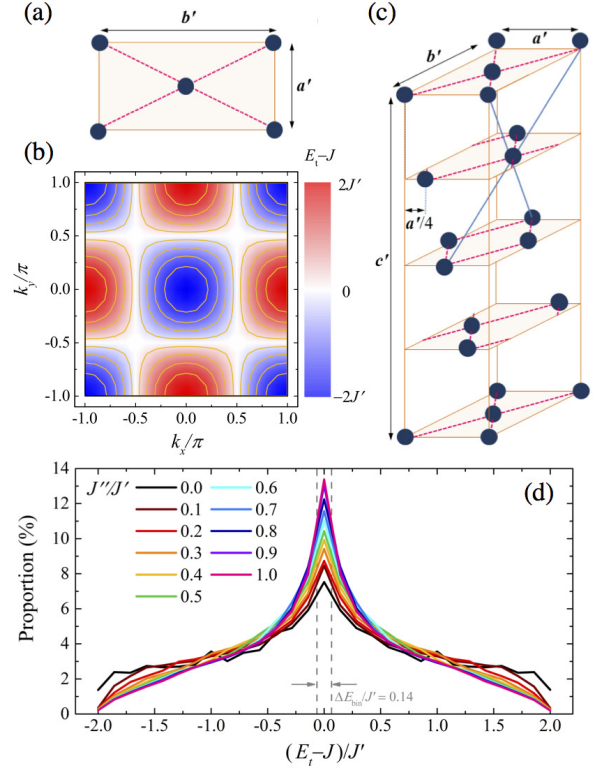 (a)
b′
a′
(c)
a′
b′
c′
a′/4
(b)
E_t–J
2J′
0
−2J′
1.0
0.5
0.0
-0.5
-1.0
k_y/π
-1.0 -0.5 0.0 0.5 1.0
k_x/π
(d)
J″/J′
0.0 0.6
0.1 0.7
0.2 0.8
0.3 0.9
0.4 1.0
0.5
ΔE_bin/J′ = 0.14
Proportion (%)
14
12
10
8
6
4
2
0
-2.0 -1.5 -1.0 -0.5 0.0 0.5 1.0 1.5 2.0
(E_t–J)/J′